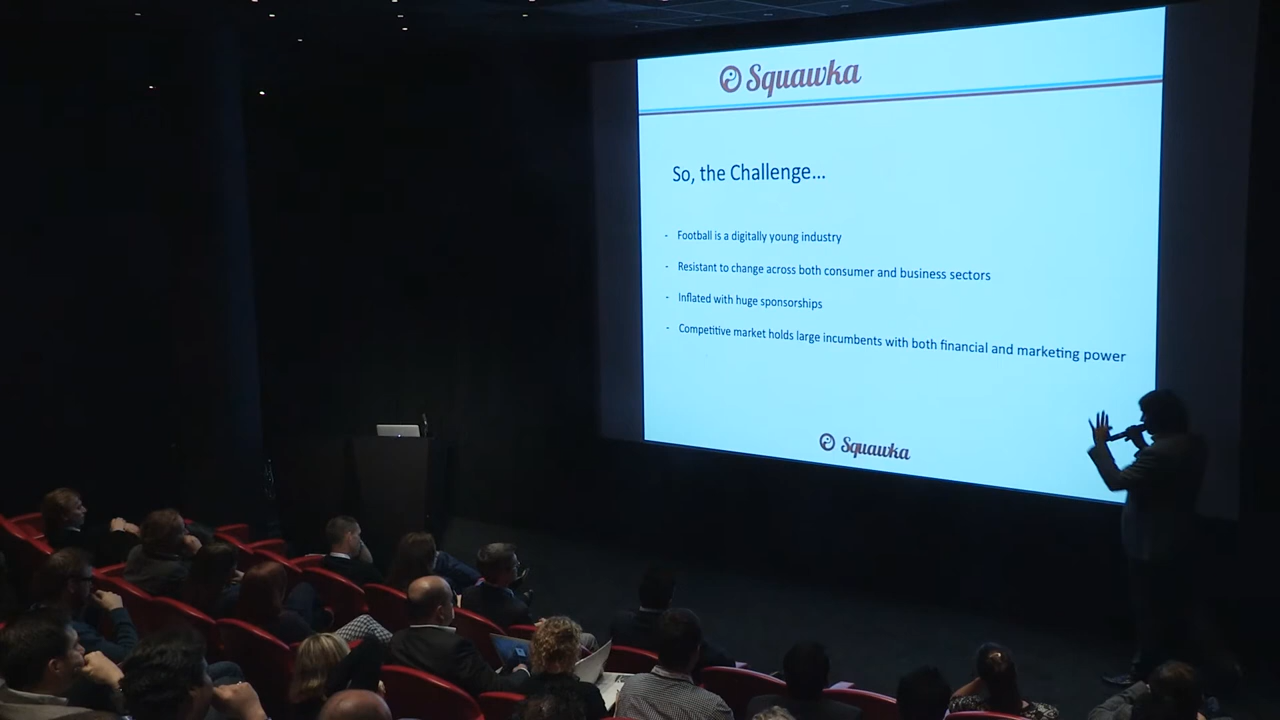 Squawka
So, the Challenge...
- Football is a digitally young industry
- Resistant to change across both consumer and business sectors
- Inflated with huge sponsorships
- Competitive market holds large incumbents with both financial and marketing power
Squawka